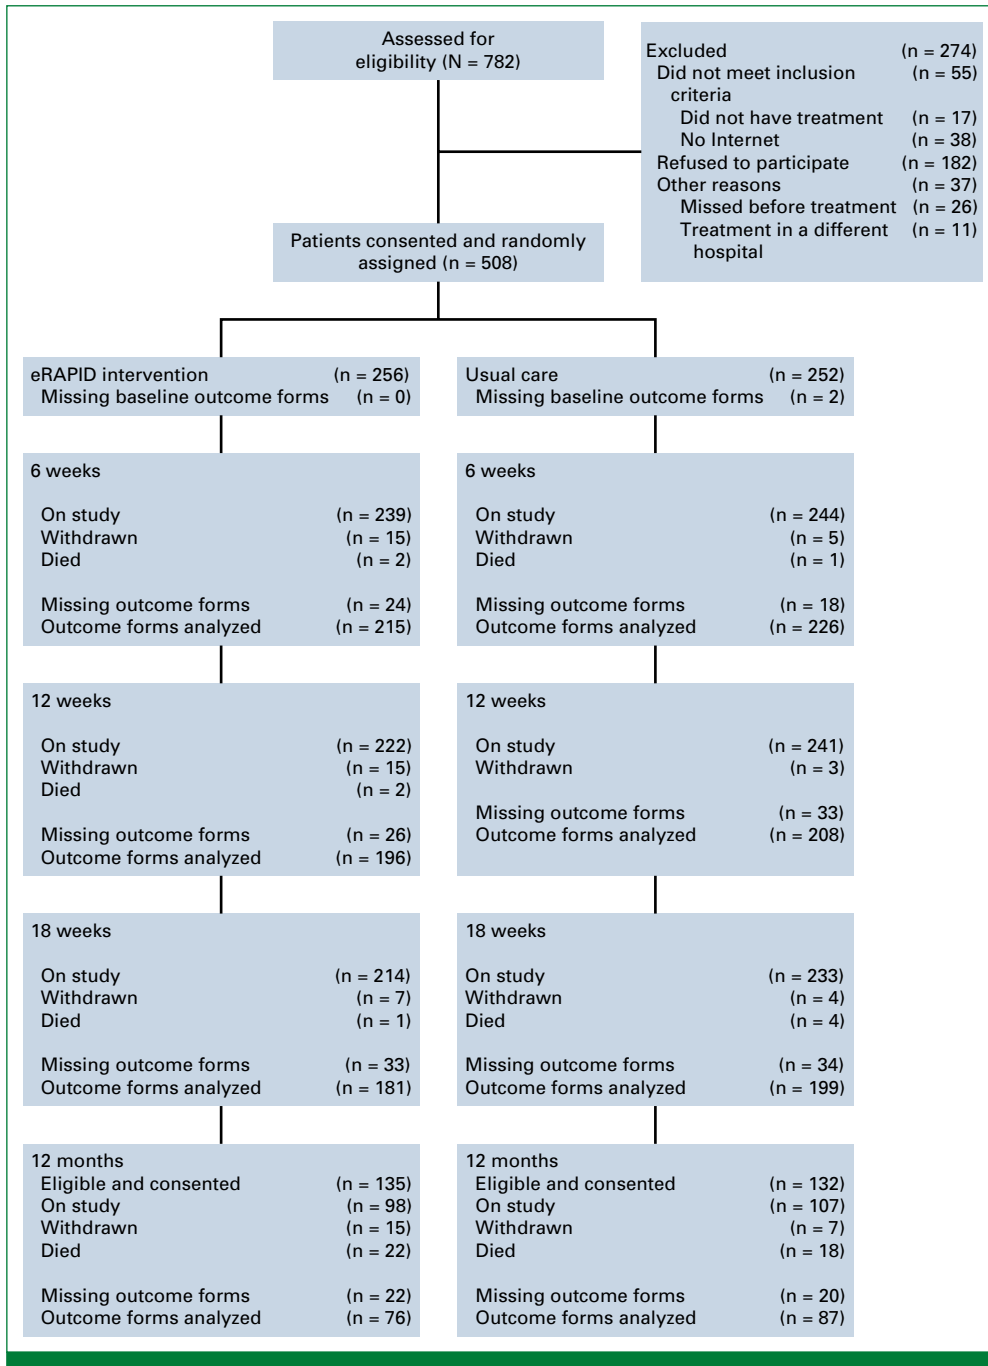 Assessed for
eligibility (N = 782)
Excluded (n = 274)
Did not meet inclusion (n = 55)
criteria
Did not have treatment (n = 17)
No Internet (n = 38)
Refused to participate (n = 182)
Other reasons (n = 37)
Missed before treatment (n = 26)
Treatment in a different (n = 11)
hospital
Patients consented and randomly
assigned (n = 508)
eRAPID intervention (n = 256)
Missing baseline outcome forms (n = 0)
Usual care (n = 252)
Missing baseline outcome forms (n = 2)
6 weeks
On study (n = 239)
Withdrawn (n = 15)
Died (n = 2)
Missing outcome forms (n = 24)
Outcome forms analyzed (n = 215)
6 weeks
On study (n = 244)
Withdrawn (n = 5)
Died (n = 1)
Missing outcome forms (n = 18)
Outcome forms analyzed (n = 226)
12 weeks
On study (n = 222)
Withdrawn (n = 15)
Died (n = 2)
Missing outcome forms (n = 26)
Outcome forms analyzed (n = 196)
12 weeks
On study (n = 241)
Withdrawn (n = 3)
Missing outcome forms (n = 33)
Outcome forms analyzed (n = 208)
18 weeks
On study (n = 214)
Withdrawn (n = 7)
Died (n = 1)
Missing outcome forms (n = 33)
Outcome forms analyzed (n = 181)
18 weeks
On study (n = 233)
Withdrawn (n = 4)
Died (n = 4)
Missing outcome forms (n = 34)
Outcome forms analyzed (n = 199)
12 months
Eligible and consented (n = 135)
On study (n = 98)
Withdrawn (n = 15)
Died (n = 22)
Missing outcome forms (n = 22)
Outcome forms analyzed (n = 76)
12 months
Eligible and consented (n = 132)
On study (n = 107)
Withdrawn (n = 7)
Died (n = 18)
Missing outcome forms (n = 20)
Outcome forms analyzed (n = 87)